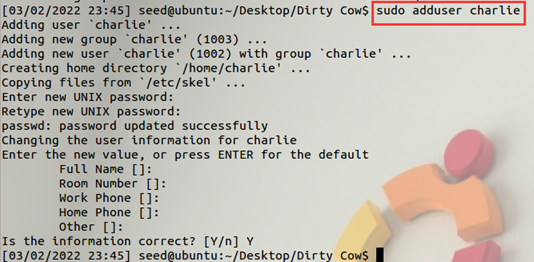 [03/02/2022 23:45] seed@ubuntu:~/Desktop/Dirty Cow$ sudo adduser charlie
Adding user `charlie' ...
Adding new group `charlie' (1003) ...
Adding new user `charlie' (1002) with group `charlie' ...
Creating home directory `/home/charlie' ...
Copying files from `/etc/skel' ...
Enter new UNIX password:
Retype new UNIX password:
passwd: password updated successfully
Changing the user information for charlie
Enter the new value, or press ENTER for the default
Full Name []:
Room Number []:
Work Phone []:
Home Phone []:
Other []:
Is the information correct? [Y/n] Y
[03/02/2022 23:45] seed@ubuntu:~/Desktop/Dirty Cow$